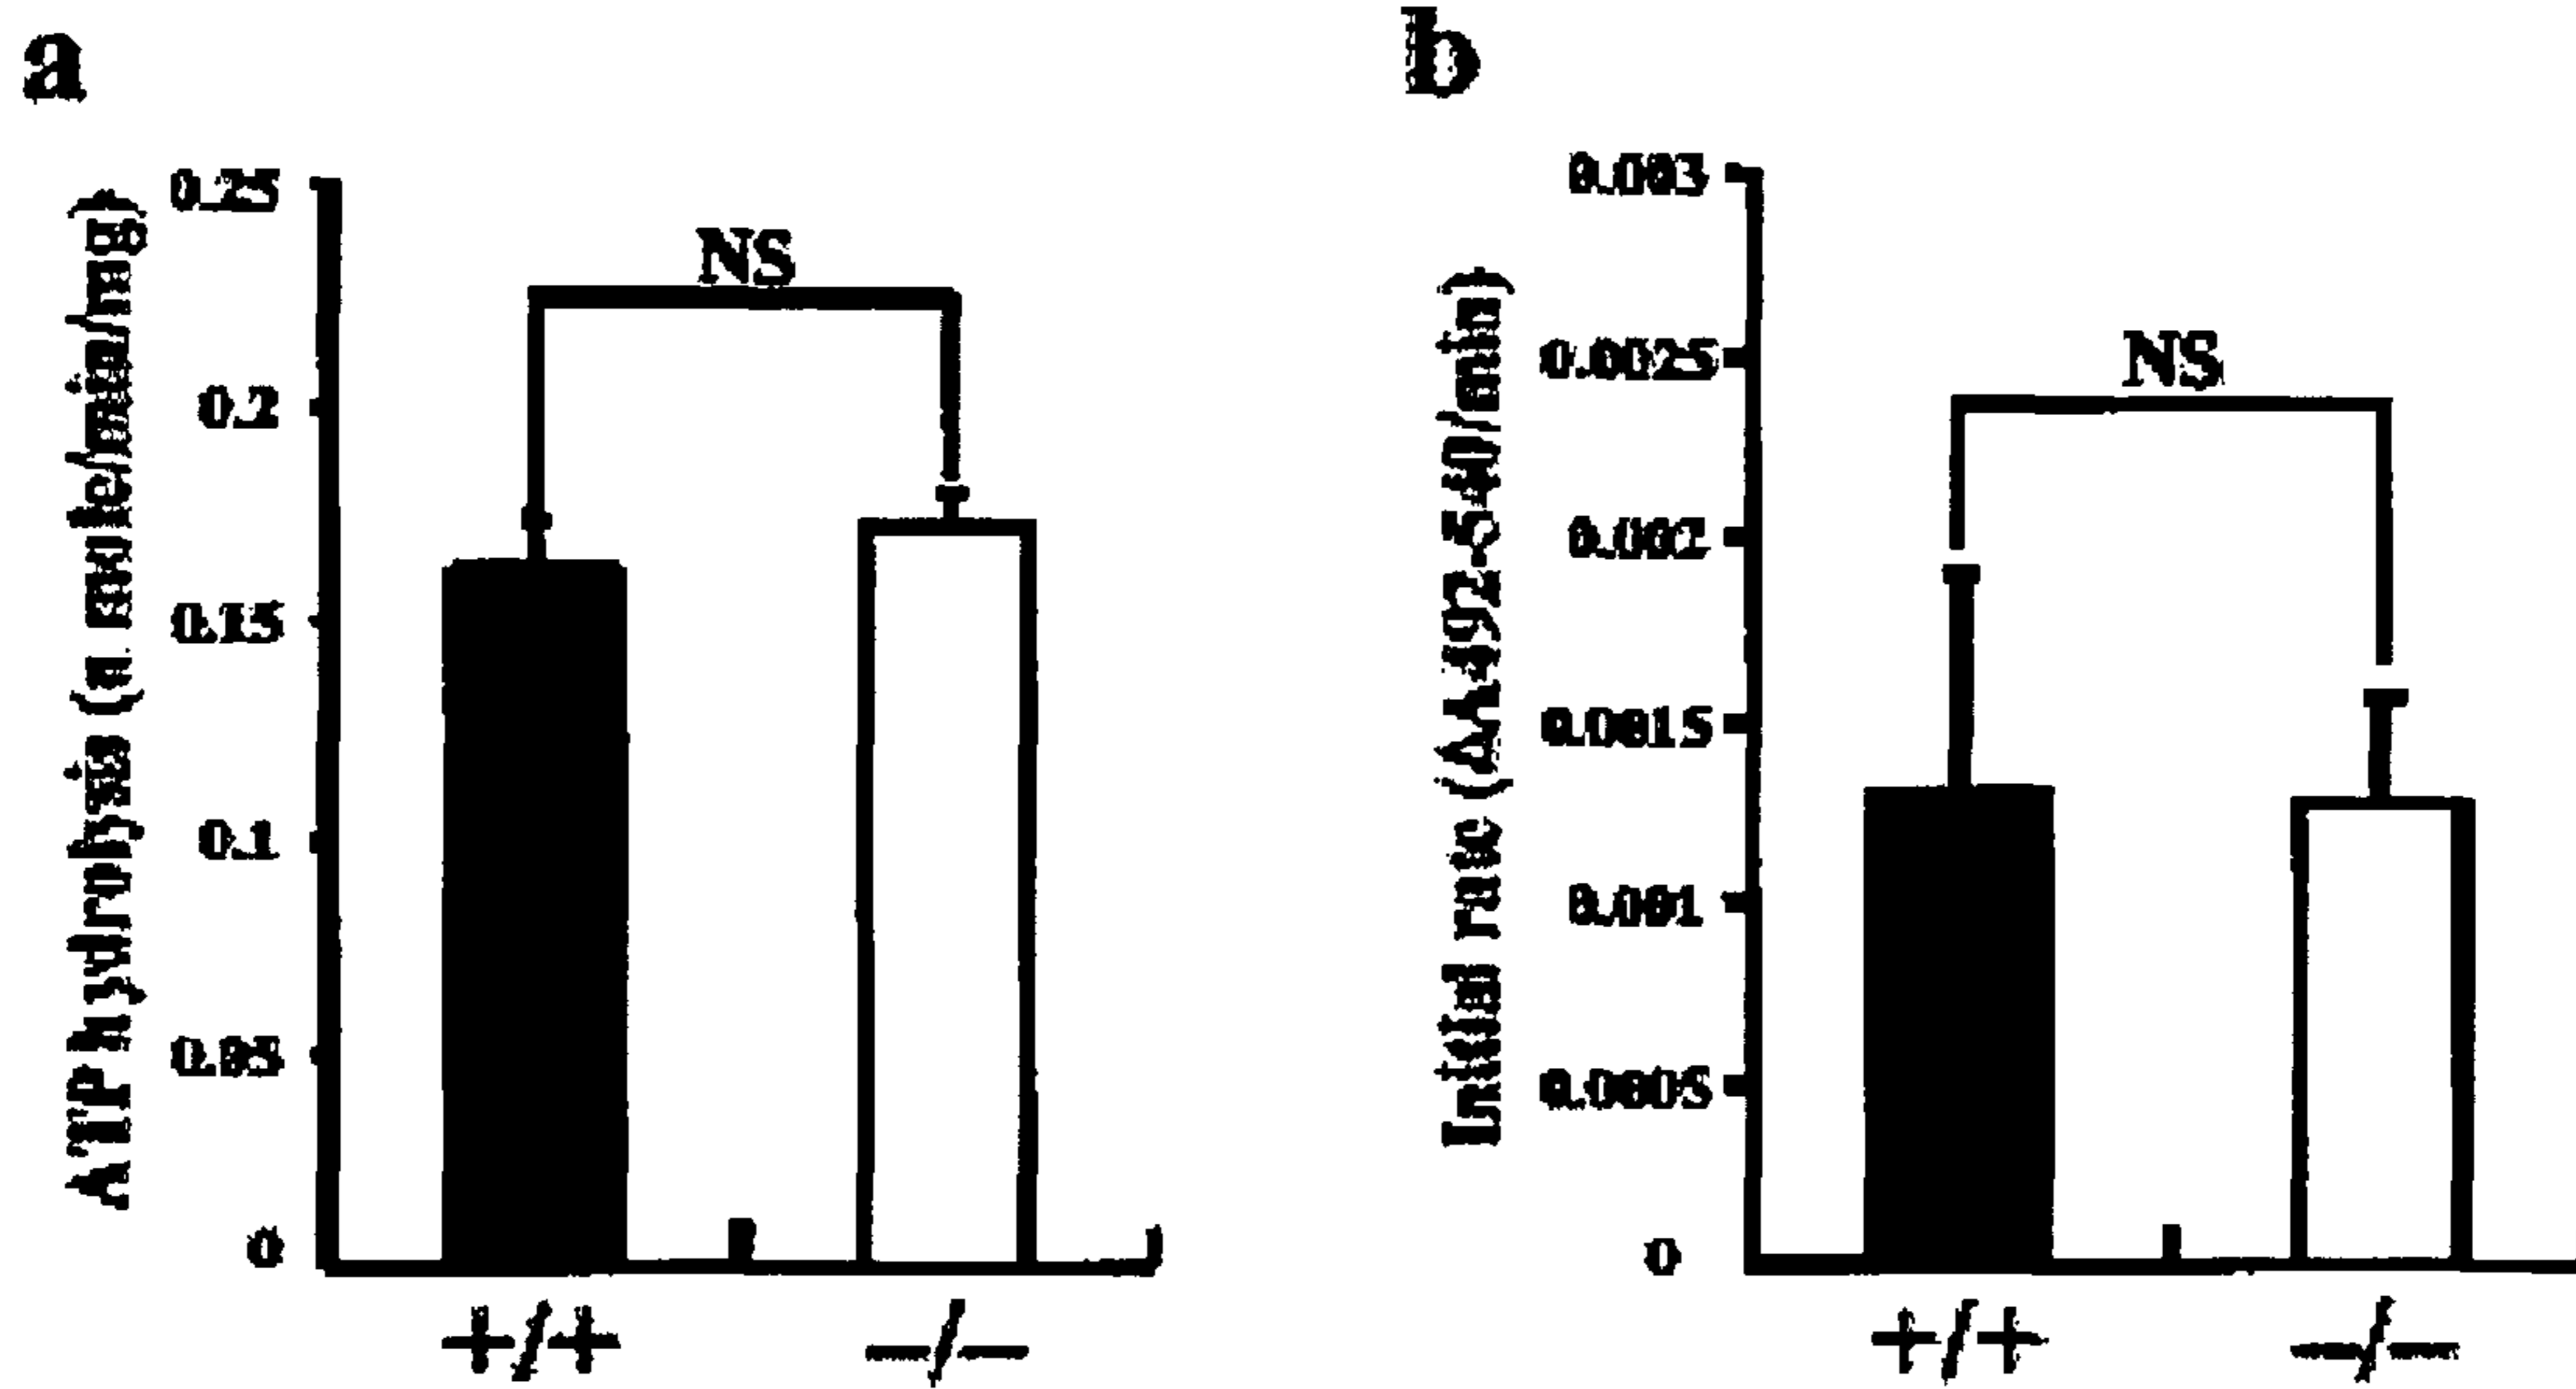 a
ATP hydrolysis (n mole/min/mg)
0.25
0.2
0.15
0.1
0.05
0
NS
+/+
−/−
b
Initial rate (ΔA492-540/min)
0.003
0.0025
0.002
0.0015
0.001
0.0005
0
NS
+/+
−/−